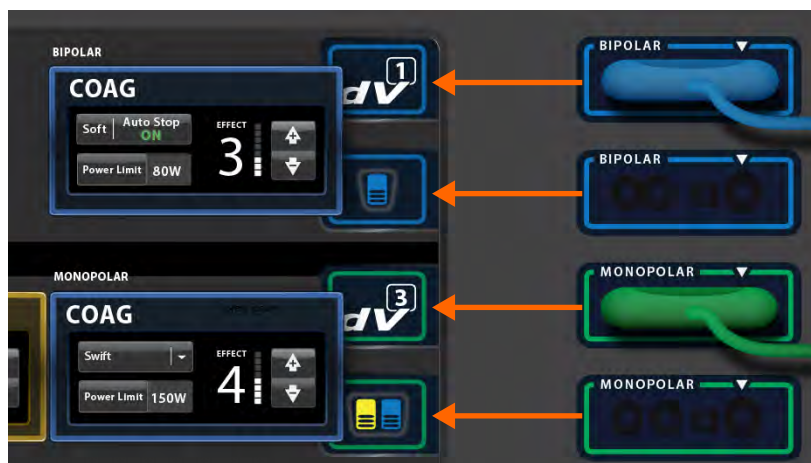 BIPOLAR
COAG
Soft | Auto Stop
ON
Power Limit 80W
EFFECT
3
dV 1
BIPOLAR
BIPOLAR
MONOPOLAR
COAG
Swift
Power Limit 150W
EFFECT
4
dV 3
MONOPOLAR
MONOPOLAR